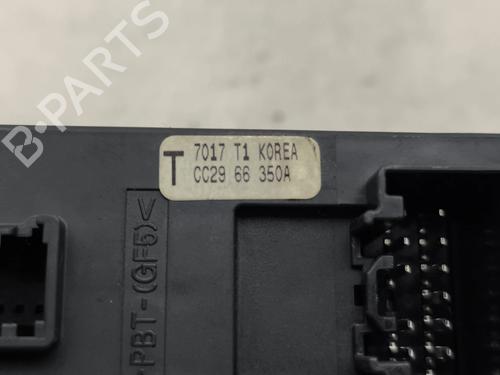 B-PARTS
T 7017 T1 KOREA
CC29 66 350A
>PBT-(GF5)<